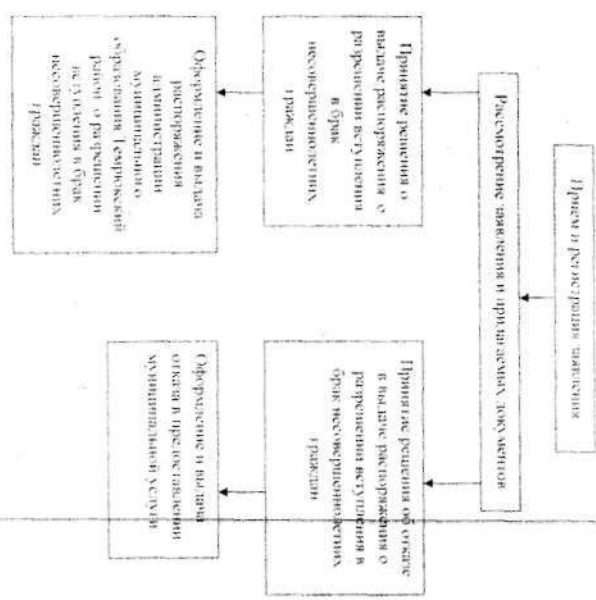 Прием и регистрация заявления
Рассмотрение заявления и прилагаемых документов
Принятие решения о
выдаче распоряжения о
разрешении вступления
в брак
несовершеннолетних
граждан
Принятие решения об отказе
в выдаче распоряжения о
разрешении вступления в
брак несовершеннолетних
граждан
Оформление и выдача
распоряжения
администрации
муниципального
образования Темрюкский
район о разрешении
вступления в брак
несовершеннолетних
граждан
Оформление и выдача
отказа в предоставлении
муниципальной услуги